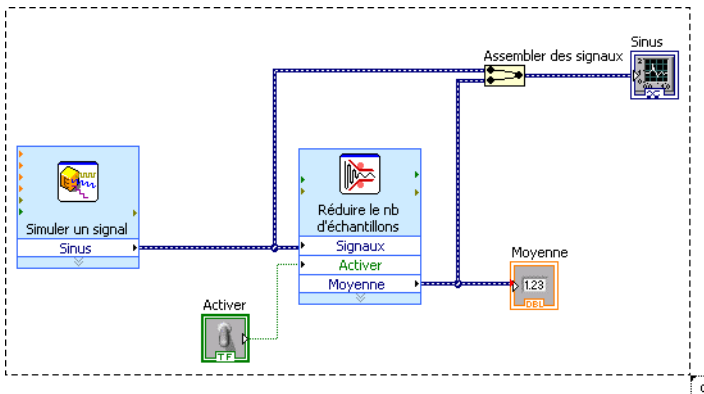 Sinus
Assembler des signaux
Simuler un signal
Sinus
Réduire le nb
d'échantillons
Signaux
Activer
Moyenne
Moyenne
1.23
DBL
Activer
TF